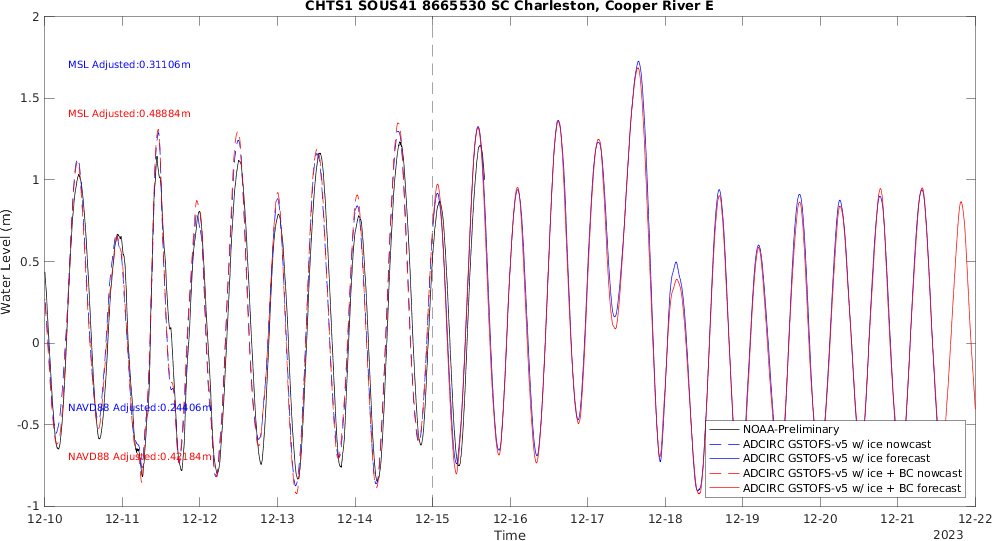 CHTS1 SOUS41 8665530 SC Charleston, Cooper River E
2
1.5
1
0.5
0
-0.5
-1
Water Level (m)
MSL Adjusted:0.31106m
MSL Adjusted:0.48884m
NAVD88 Adjusted:0.24406m
NAVD88 Adjusted:0.42184m
NOAA-Preliminary
ADCIRC GSTOFS-v5 w/ ice nowcast
ADCIRC GSTOFS-v5 w/ ice forecast
ADCIRC GSTOFS-v5 w/ ice + BC nowcast
ADCIRC GSTOFS-v5 w/ ice + BC forecast
12-10 12-11 12-12 12-13 12-14 12-15 12-16 12-17 12-18 12-19 12-20 12-21 12-22
Time
2023